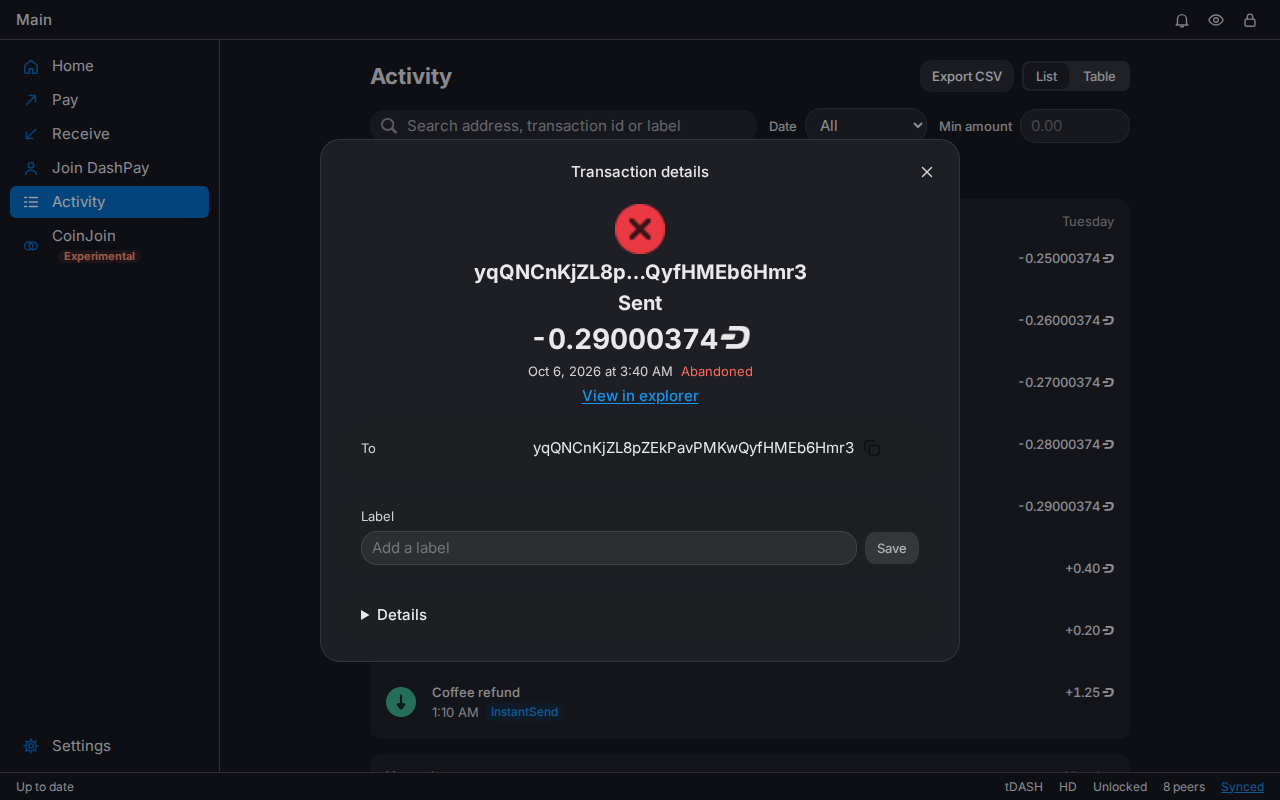 Main
Home
Pay
Receive
Join DashPay
Activity
CoinJoin
Experimental
Settings
Activity
Export CSV
List
Table
Search address, transaction id or label
Date
All
Min amount
0.00
Transaction details
yqQNCnKjZL8p...QyfHMEb6Hmr3
Sent
-0.29000374
Oct 6, 2026 at 3:40 AM Abandoned
View in explorer
To
yqQNCnKjZL8pZEkPavPMKwQyfHMEb6Hmr3
Label
Add a label
Save
Details
Tuesday
-0.25000374
-0.26000374
-0.27000374
-0.28000374
-0.29000374
+0.40
+0.20
Coffee refund
+1.25
1:10 AM InstantSend
Up to date
tDASH
HD
Unlocked
8 peers
Synced